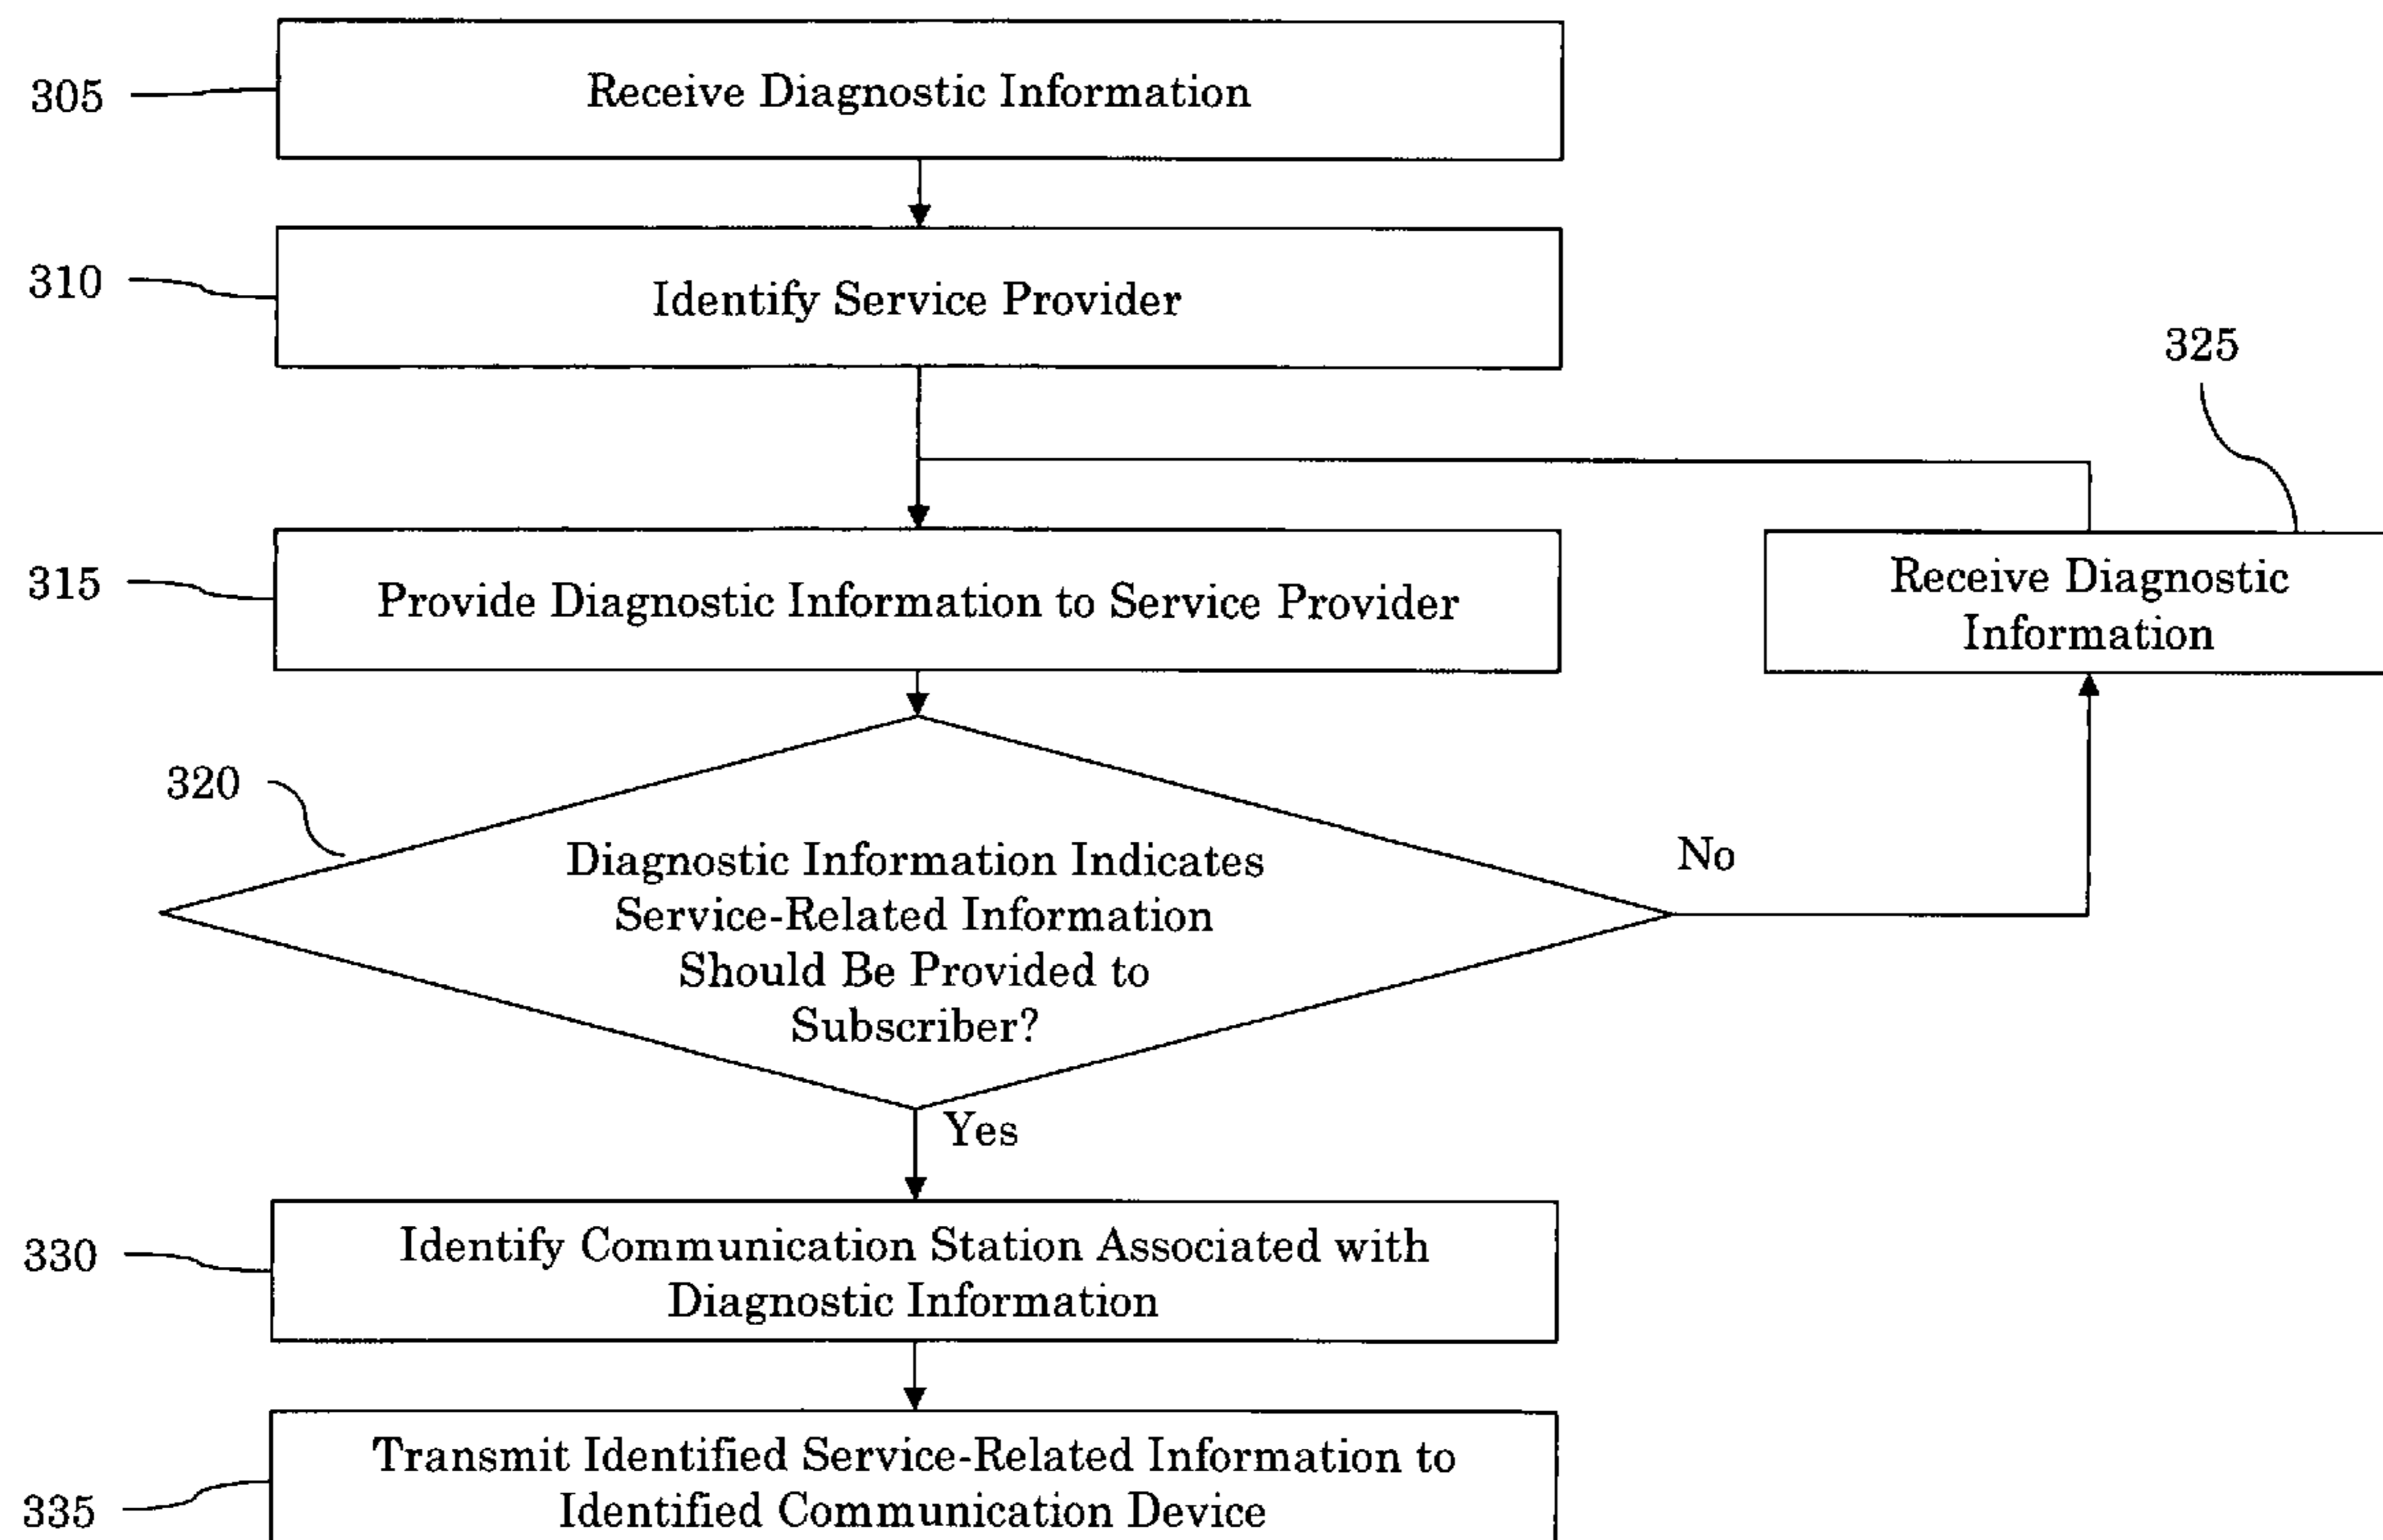 305
Receive Diagnostic Information
310
Identify Service Provider
325
315
Provide Diagnostic Information to Service Provider
Receive Diagnostic
Information
320
Diagnostic Information Indicates
Service-Related Information
Should Be Provided to
Subscriber?
No
Yes
330
Identify Communication Station Associated with
Diagnostic Information
335
Transmit Identified Service-Related Information to
Identified Communication Device